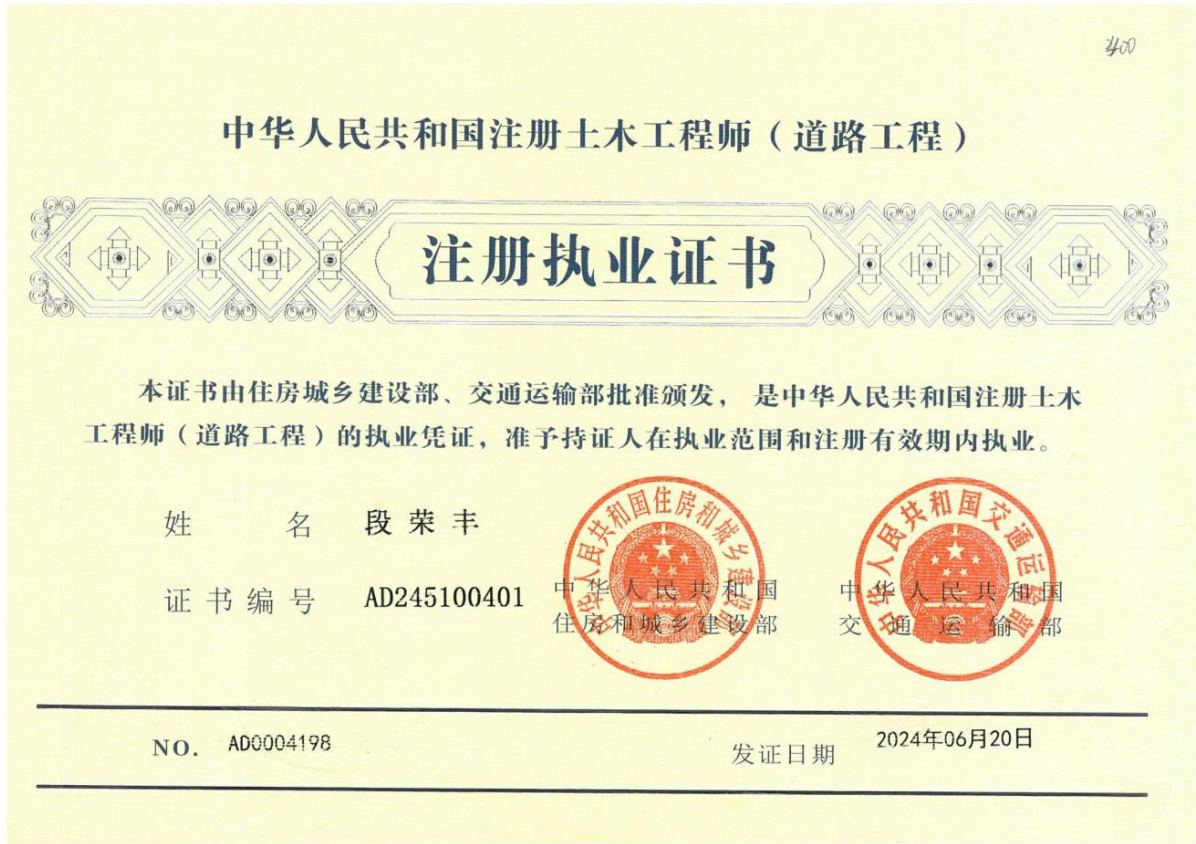 400
中华人民共和国注册土木工程师（道路工程）
注册执业证书
本证书由住房城乡建设部、交通运输部批准颁发， 是中华人民共和国注册土木
工程师（道路工程）的执业凭证，准予持证人在执业范围和注册有效期内执业。
姓 名 段荣丰
证书编号 AD245100401
中华人民共和国住房和城乡建设部
中华人民共和国
住房和城乡建设部
中华人民共和国交通运输部
中华人民共和国
交通运输部
NO. AD0004198
发证日期 2024年06月20日